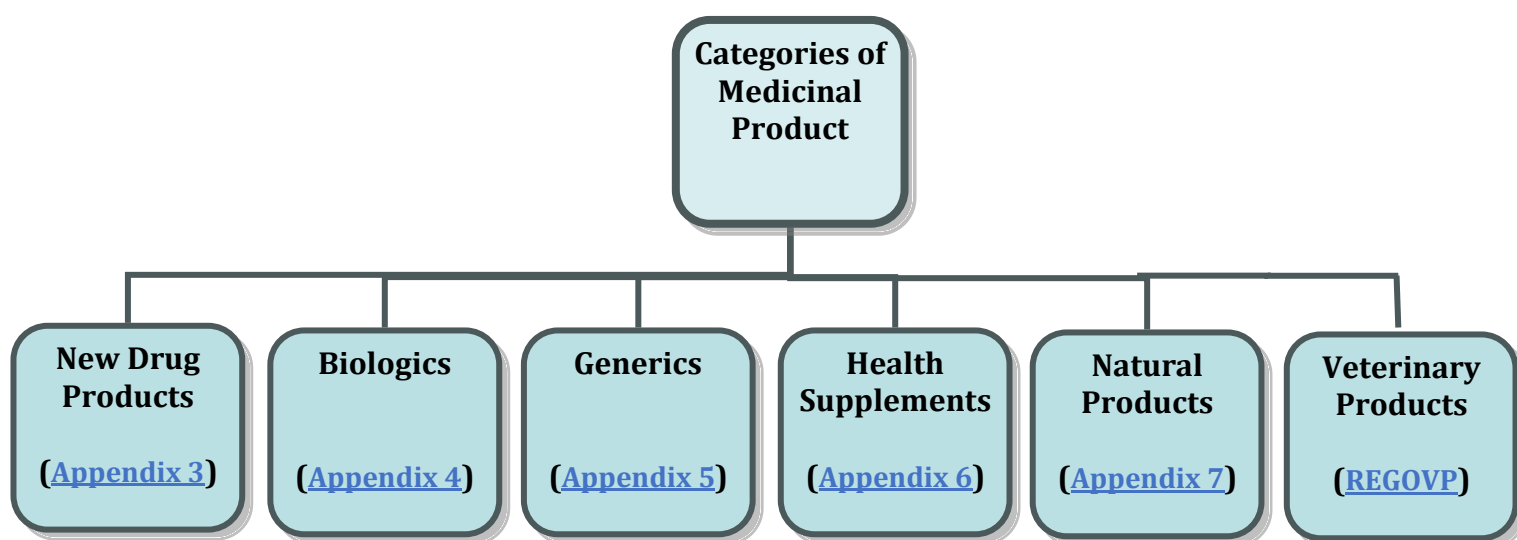 Categories of
Medicinal
Product
New Drug
Products
(Appendix 3)
Biologics
(Appendix 4)
Generics
(Appendix 5)
Health
Supplements
(Appendix 6)
Natural
Products
(Appendix 7)
Veterinary
Products
(REGOVP)